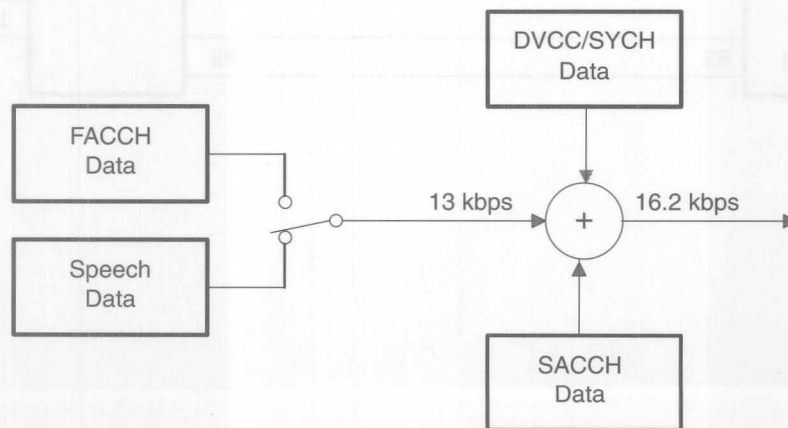 DVCC/SYCH
Data
FACCH
Data
13 kbps
+
16.2 kbps
Speech
Data
SACCH
Data